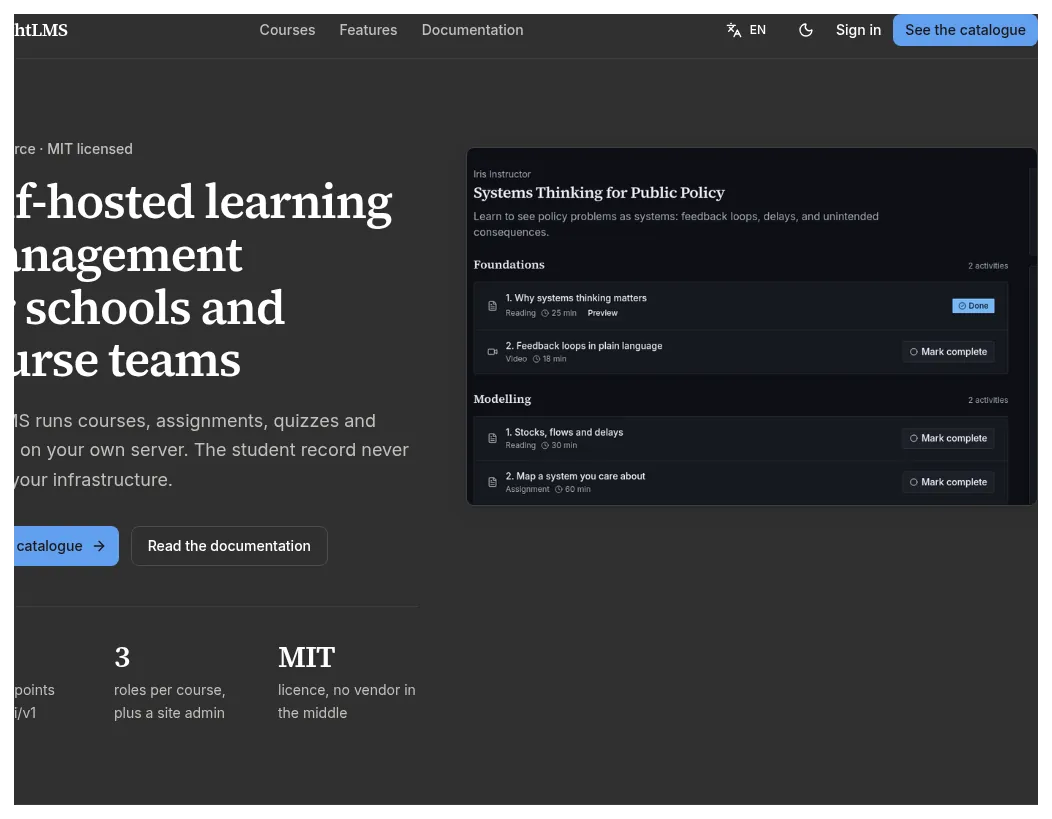 htLMS
Courses Features Documentation
EN
Sign in
See the catalogue
rce · MIT licensed
f-hosted learning
anagement
r schools and
urse teams
MS runs courses, assignments, quizzes and
on your own server. The student record never
your infrastructure.
catalogue →
Read the documentation
points
i/v1
3
roles per course,
plus a site admin
MIT
licence, no vendor in
the middle
Iris Instructor
Systems Thinking for Public Policy
Learn to see policy problems as systems: feedback loops, delays, and unintended
consequences.
Foundations 2 activities
1. Why systems thinking matters
Reading 25 min Preview
Done
2. Feedback loops in plain language
Video 18 min
Mark complete
Modelling 2 activities
1. Stocks, flows and delays
Reading 30 min
Mark complete
2. Map a system you care about
Assignment 60 min
Mark complete